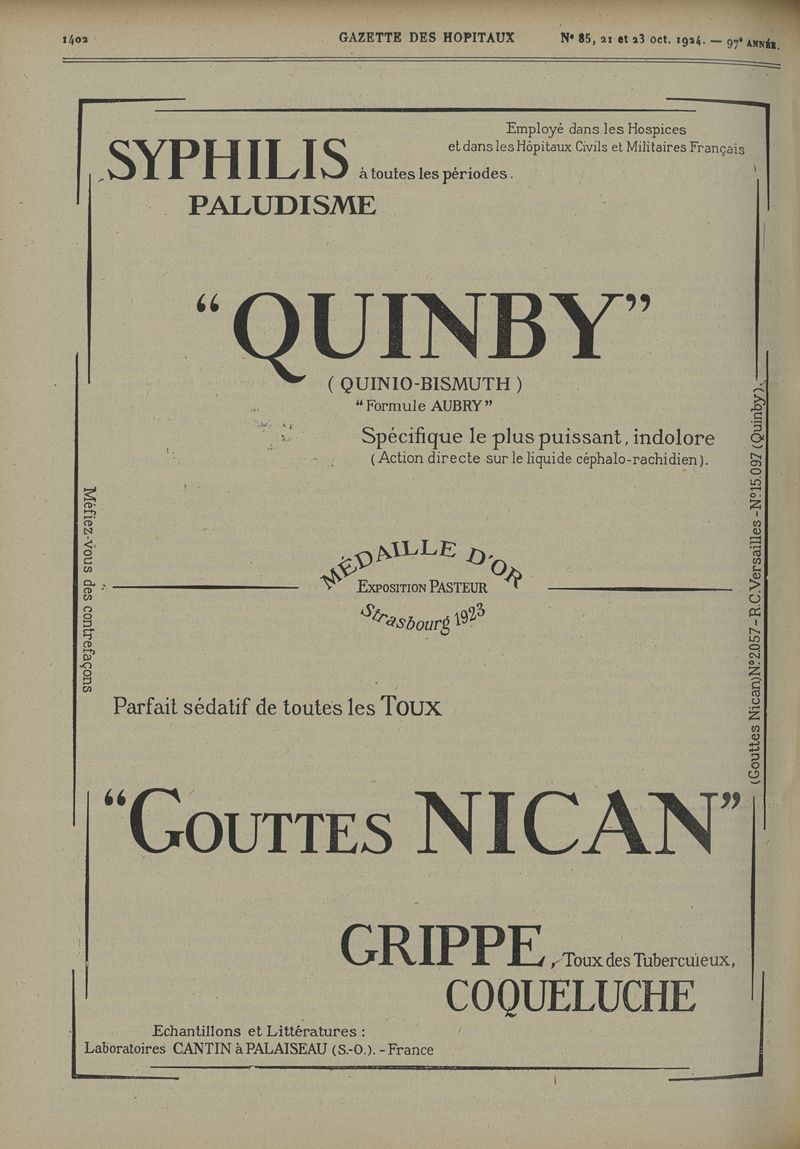 1402 GAZETTE DES HOPITAUX N° 85, 21 et 23 oct. 1924. — 97e ANNÉE.
Employé dans les Hospices
et dans les Hôpitaux Civils et Militaires Français
SYPHILIS à toutes les périodes.
PALUDISME
“QUINBY”
( QUINIO-BISMUTH )
“Formule AUBRY”
Spécifique le plus puissant, indolore
(Action directe sur le liquide céphalo-rachidien).
Méfiez-vous des contrefaçons
(Gouttes Nican) N°.2.057 - R.C. Versailles - N°.15.097 (Quinby).
MÉDAILLE D'OR
EXPOSITION PASTEUR
Strasbourg 1923
Parfait sédatif de toutes les TOUX
“GOUTTES NICAN”
GRIPPE, Toux des Tuberculeux,
COQUELUCHE
Echantillons et Littératures :
Laboratoires CANTIN à PALAISEAU (S.-O.). - France